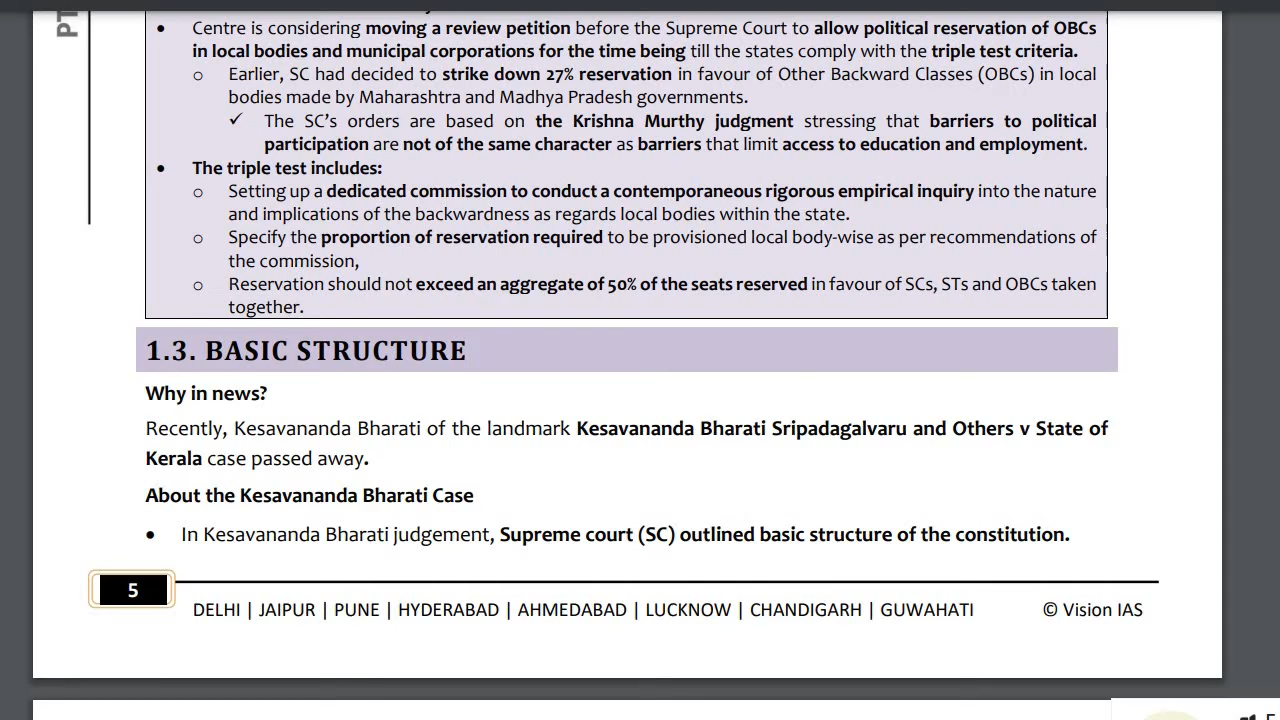 PT
Centre is considering moving a review petition before the Supreme Court to allow political reservation of OBCs
in local bodies and municipal corporations for the time being till the states comply with the triple test criteria.
Earlier, SC had decided to strike down 27% reservation in favour of Other Backward Classes (OBCs) in local
bodies made by Maharashtra and Madhya Pradesh governments.
The SC's orders are based on the Krishna Murthy judgment stressing that barriers to political
participation are not of the same character as barriers that limit access to education and employment.
The triple test includes:
Setting up a dedicated commission to conduct a contemporaneous rigorous empirical inquiry into the nature
and implications of the backwardness as regards local bodies within the state.
Specify the proportion of reservation required to be provisioned local body-wise as per recommendations of
the commission,
Reservation should not exceed an aggregate of 50% of the seats reserved in favour of SCs, STs and OBCs taken
together.
1.3. BASIC STRUCTURE
Why in news?
Recently, Kesavananda Bharati of the landmark Kesavananda Bharati Sripadagalvaru and Others v State of
Kerala case passed away.
About the Kesavananda Bharati Case
In Kesavananda Bharati judgement, Supreme court (SC) outlined basic structure of the constitution.
5
DELHI | JAIPUR | PUNE | HYDERABAD | AHMEDABAD | LUCKNOW | CHANDIGARH | GUWAHATI © Vision IAS